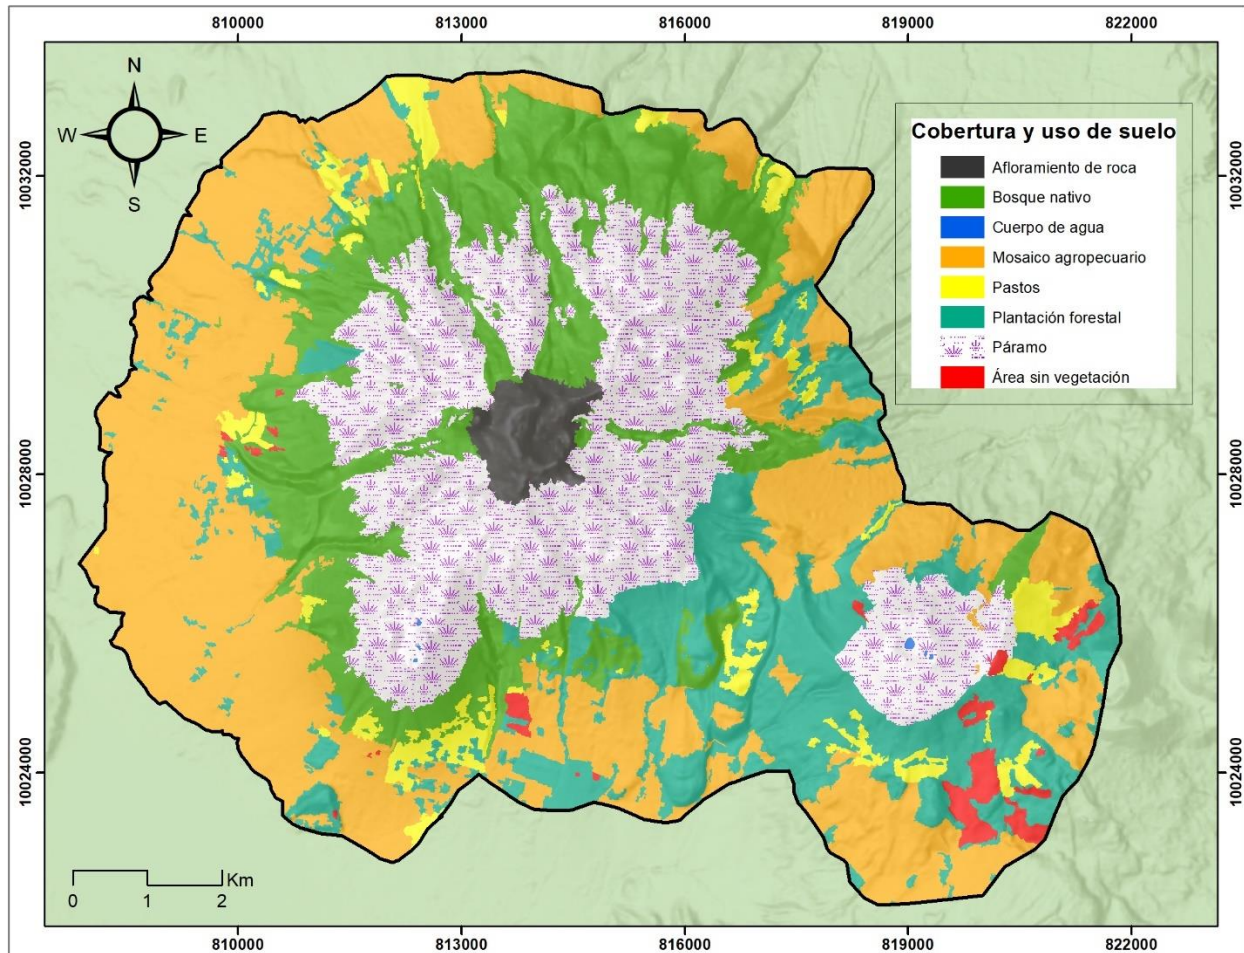 810000 813000 816000 819000 822000
N
W E
S
Cobertura y uso de suelo
Afloramiento de roca
Bosque nativo
Cuerpo de agua
Mosaico agropecuario
Pastos
Plantación forestal
Páramo
Área sin vegetación
10032000 10032000
10028000 10028000
10024000 10024000
Km
0 1 2
810000 813000 816000 819000 822000